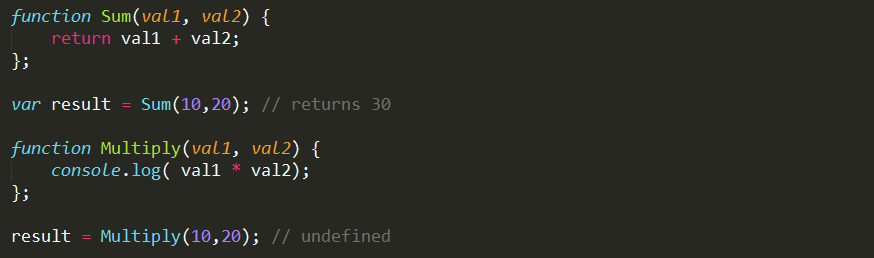 function Sum(val1, val2) {
    return val1 + val2;
};
var result = Sum(10,20); // returns 30
function Multiply(val1, val2) {
    console.log( val1 * val2);
};
result = Multiply(10,20); // undefined